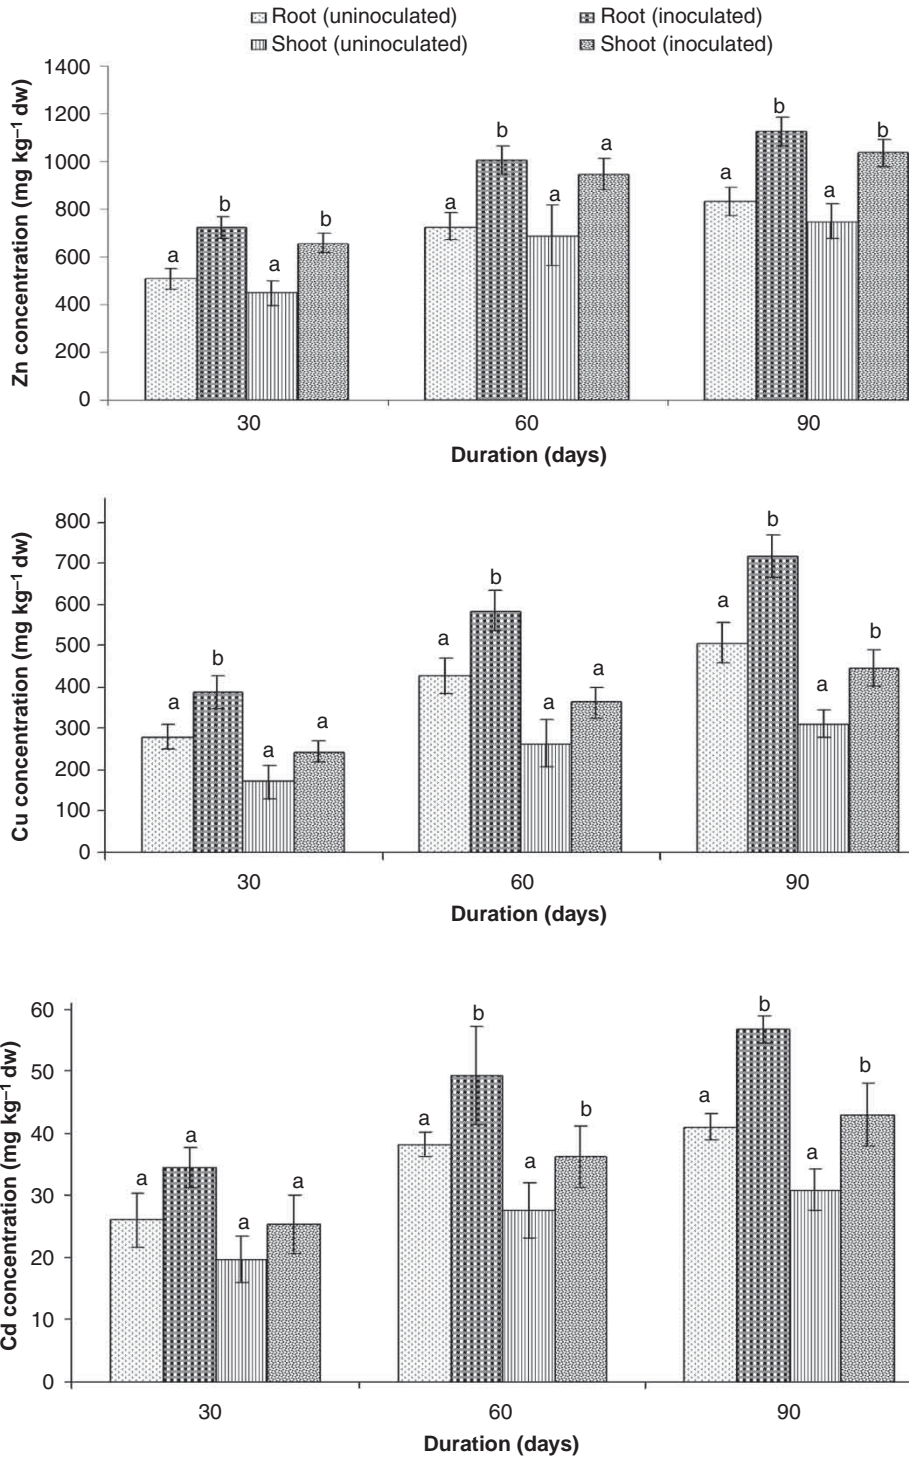 Root (uninoculated) Root (inoculated)
Shoot (uninoculated) Shoot (inoculated)
Zn concentration (mg kg⁻¹ dw)
1400
1200
1000
800
600
400
200
0
a b a b
a b a a
a b a b
30 60 90
Duration (days)
Cu concentration (mg kg⁻¹ dw)
800
700
600
500
400
300
200
100
0
a b a a
a b a a
a b a b
30 60 90
Duration (days)
Cd concentration (mg kg⁻¹ dw)
60
50
40
30
20
10
0
a a a a
a b a b
a b a b
30 60 90
Duration (days)